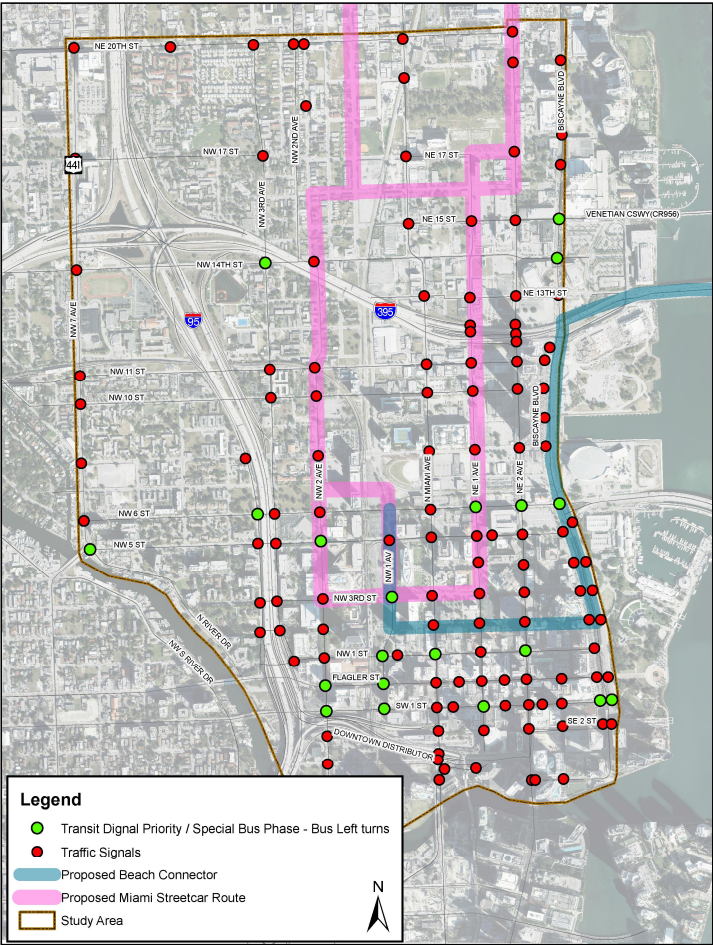 NE 20TH ST
BISCAYNE BLVD
NW 2ND AVE
NW 17 ST
NE 17 ST
441
NW 3RD AVE
NE 15 ST
VENETIAN CSWY(CR956)
NW 14TH ST
NE 13TH ST
NW 7 AVE
95
395
NW 11 ST
NW 10 ST
BISCAYNE BLVD
NW 2 AVE
N MIAMI AVE
NE 1 AVE
NE 2 AVE
NW 6 ST
NW 5 ST
NW 1 AV
NW 3RD ST
N RIVER DR
NW S RIVER DR
NW 1 ST
FLAGLER ST
SW 1 ST
SE 2 ST
DOWNTOWN DISTRIBUTOR
Legend
Transit Dignal Priority / Special Bus Phase - Bus Left turns
Traffic Signals
Proposed Beach Connector
Proposed Miami Streetcar Route
Study Area
N